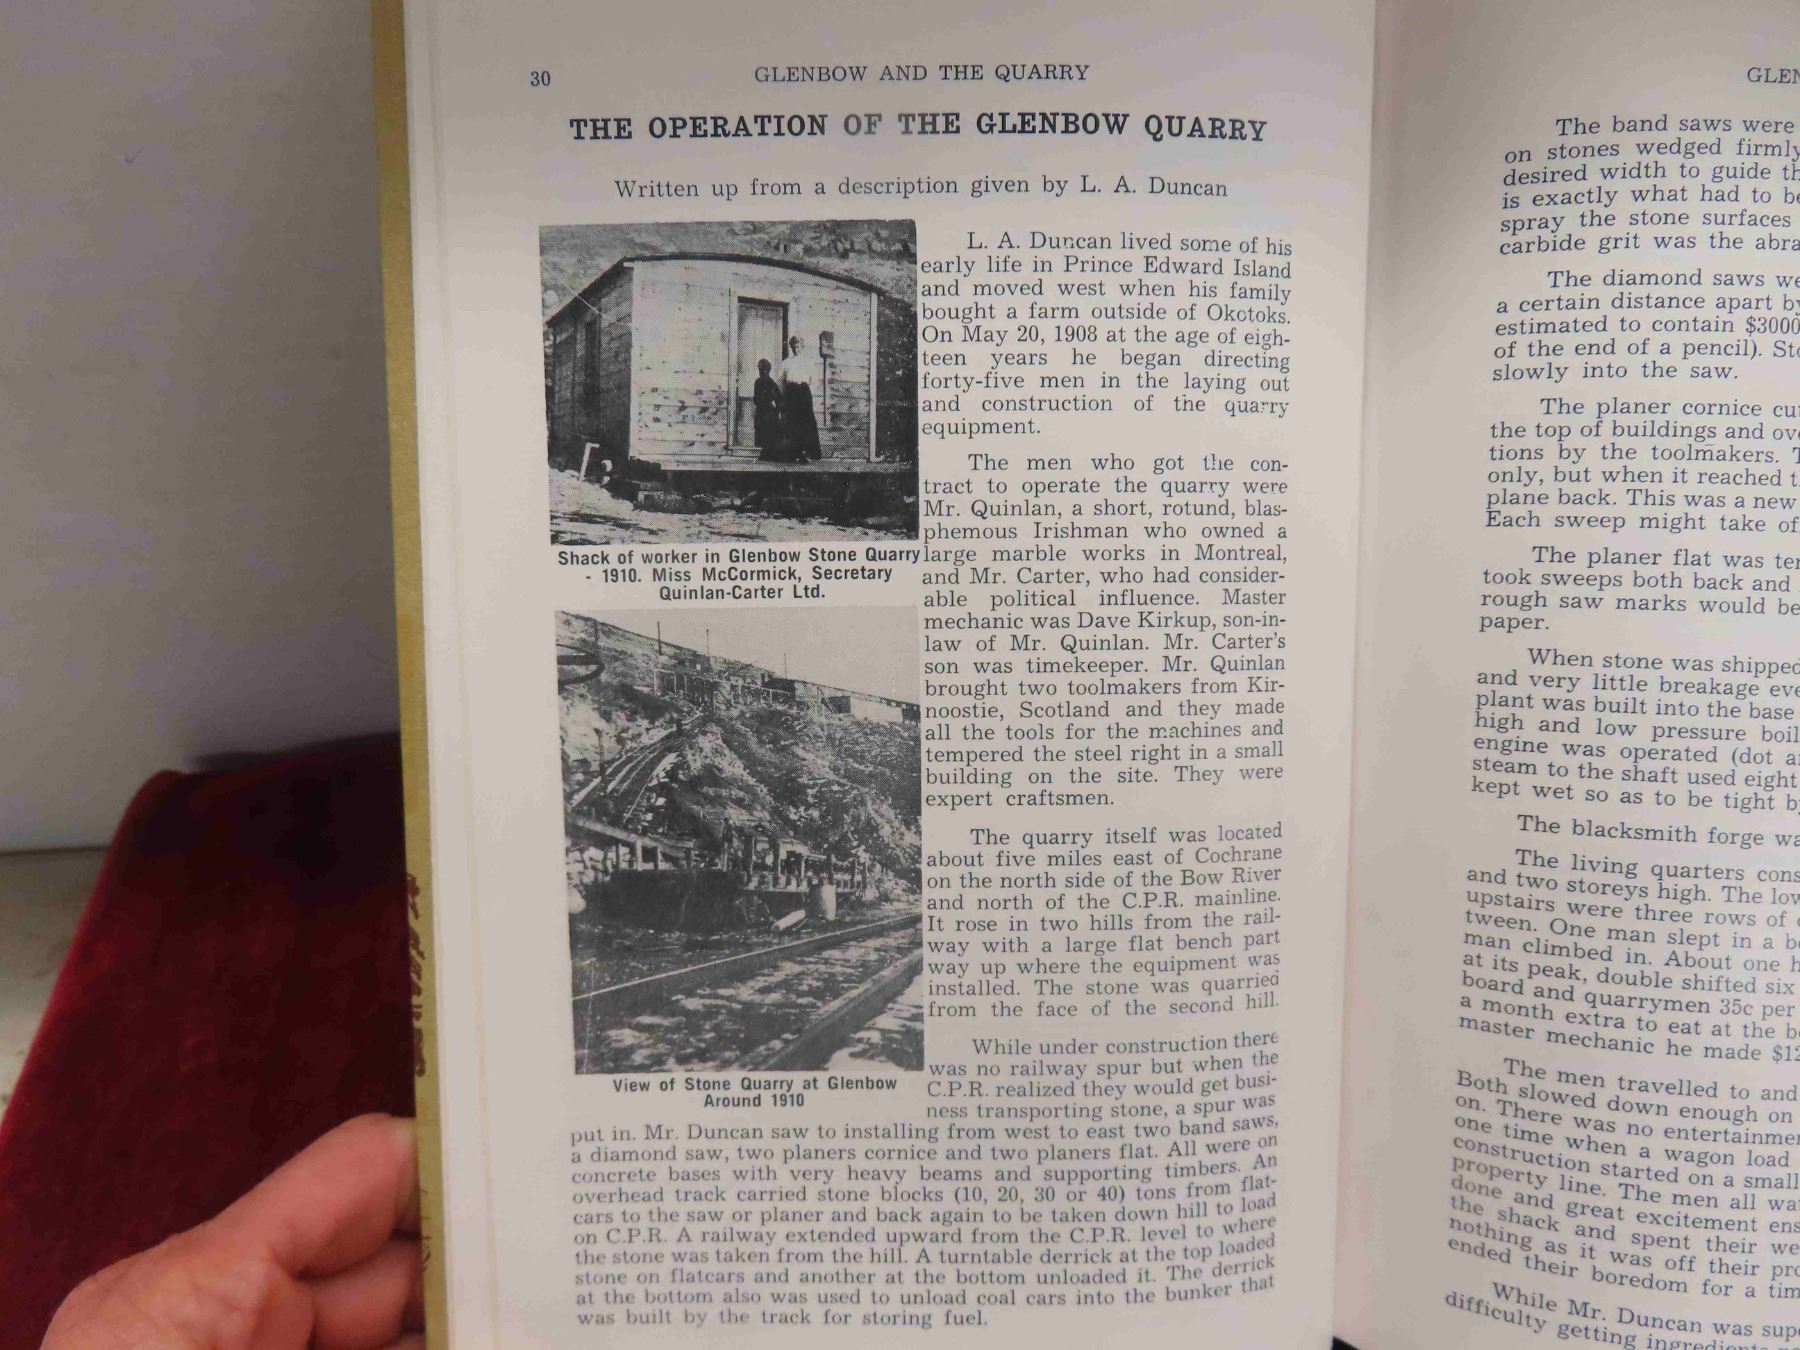 30
GLENBOW AND THE QUARRY
THE OPERATION OF THE GLENBOW QUARRY
Written up from a description given by L. A. Duncan
L. A. Duncan lived some of his
early life in Prince Edward Island
and moved west when his family
bought a farm outside of Okotoks.
On May 20, 1908 at the age of eigh-
teen years he began directing
forty-five men in the laying out
and construction of the quarry
equipment.
The men who got the con-
tract to operate the quarry were
Mr. Quinlan, a short, rotund, blas-
phemous Irishman who owned a
large marble works in Montreal,
and Mr. Carter, who had consider-
able political influence. Master
mechanic was Dave Kirkup, son-in-
law of Mr. Quinlan. Mr. Carter's
son was timekeeper. Mr. Quinlan
brought two toolmakers from Kir-
noostie, Scotland and they made
all the tools for the machines and
tempered the steel right in a small
building on the site. They were
expert craftsmen.
The quarry itself was located
about five miles east of Cochrane
on the north side of the Bow River
and north of the C.P.R. mainline.
It rose in two hills from the rail-
way with a large flat bench part
way up where the equipment was
installed. The stone was quarried
from the face of the second hill.
While under construction there
was no railway spur but when the
C.P.R. realized they would get busi-
ness transporting stone, a spur was
put in. Mr. Duncan saw to installing from west to east two band saws,
a diamond saw, two planers cornice and two planers flat. All were on
concrete bases with very heavy beams and supporting timbers. An
overhead track carried stone blocks (10, 20, 30 or 40) tons from flat-
cars to the saw or planer and back again to be taken down hill to load
on C.P.R. A railway extended upward from the C.P.R. level to where
the stone was taken from the hill. A turntable derrick at the top loaded
stone on flatcars and another at the bottom unloaded it. The derrick
at the bottom also was used to unload coal cars into the bunker that
was built by the track for storing fuel.
Shack of worker in Glenbow Stone Quarry
- 1910. Miss McCormick, Secretary
Quinlan-Carter Ltd.
View of Stone Quarry at Glenbow
Around 1910
The band saws were
on stones wedged firmly
desired width to guide
is exactly what had to
spray the stone surfaces
carbide grit was the
The diamond saws
a certain distance apart
estimated to contain $3000
of the end of a pencil).
slowly into the saw.
The planer cornice
the top of buildings and
tions by the toolmakers.
only, but when it reached
plane back. This was a new
Each sweep might take
The planer flat was
took sweeps both back and
rough saw marks would
paper.
When stone was shipped
and very little breakage
plant was built into the base
high and low pressure
engine was operated (dot
steam to the shaft used eight
kept wet so as to be tight
The blacksmith forge
The living quarters
and two storeys high. The
upstairs were three rows of
tween. One man slept in a
man climbed in. About one
at its peak, double shifted six
board and quarrymen 35c per
a month extra to eat at the
master mechanic he made
The men travelled to and
Both slowed down enough on
on. There was no
one time when a wagon load
construction started on a small
property line. The men all
done and great excitement
the shack and spent their
nothing as it was off their
ended their boredom for a
While Mr. Duncan was
difficulty getting